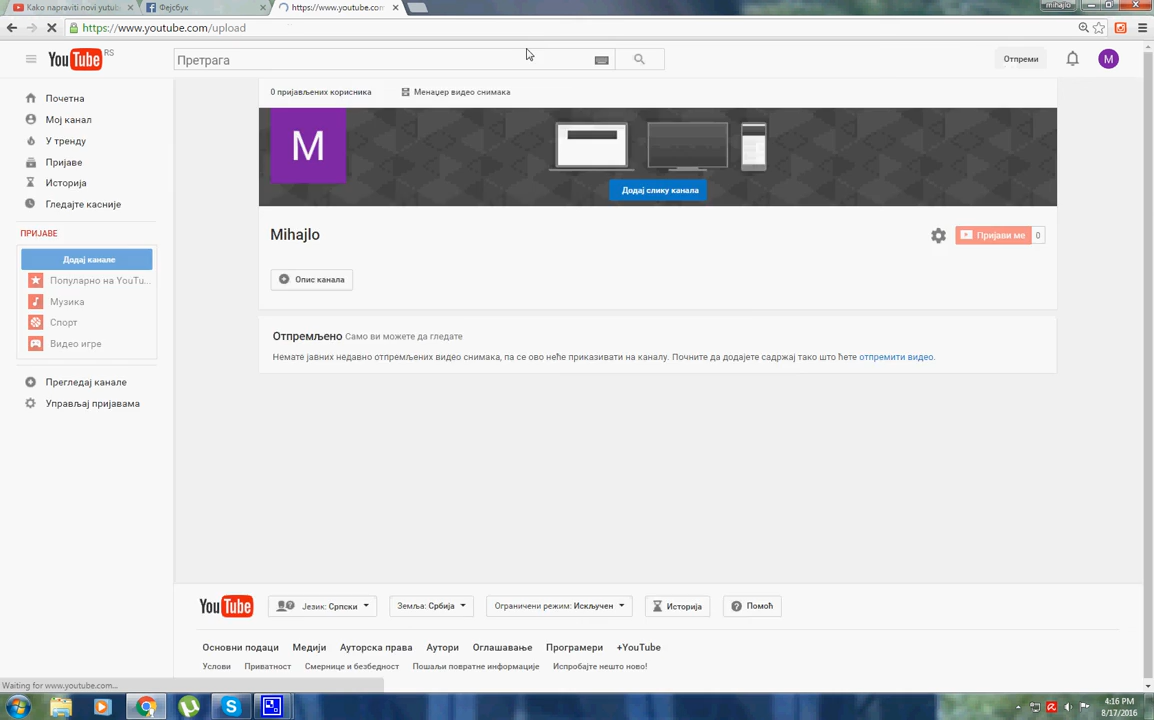 Kako napraviti novi yutub
Фејсбук
https://www.youtube.com
mihajlo
https://www.youtube.com/upload
YouTube RS
Претрага
Отпреми
M
Почетна
Мој канал
У тренду
Пријаве
Историја
Гледајте касније
ПРИЈАВЕ
Додај канале
Популарно на YouTu...
Музика
Спорт
Видео игре
Прегледај канале
Управљај пријавама
0 пријављених корисника
Менаџер видео снимака
M
Додај слику канала
Mihajlo
Пријави ме 0
Опис канала
Отпремљено Само ви можете да гледате
Немате јавних недавно отпремљених видео снимака, па се ово неће приказивати на каналу. Почните да додајете садржај тако што ћете отпремити видео.
YouTube
Језик: Српски
Земља: Србија
Ограничени режим: Искључен
Историја
Помоћ
Основни подаци Медији Ауторска права Аутори Оглашавање Програмери +YouTube
Услови Приватност Смернице и безбедност Пошаљи повратне информације Испробајте нешто ново!
Waiting for www.youtube.com...
4:16 PM
8/17/2016